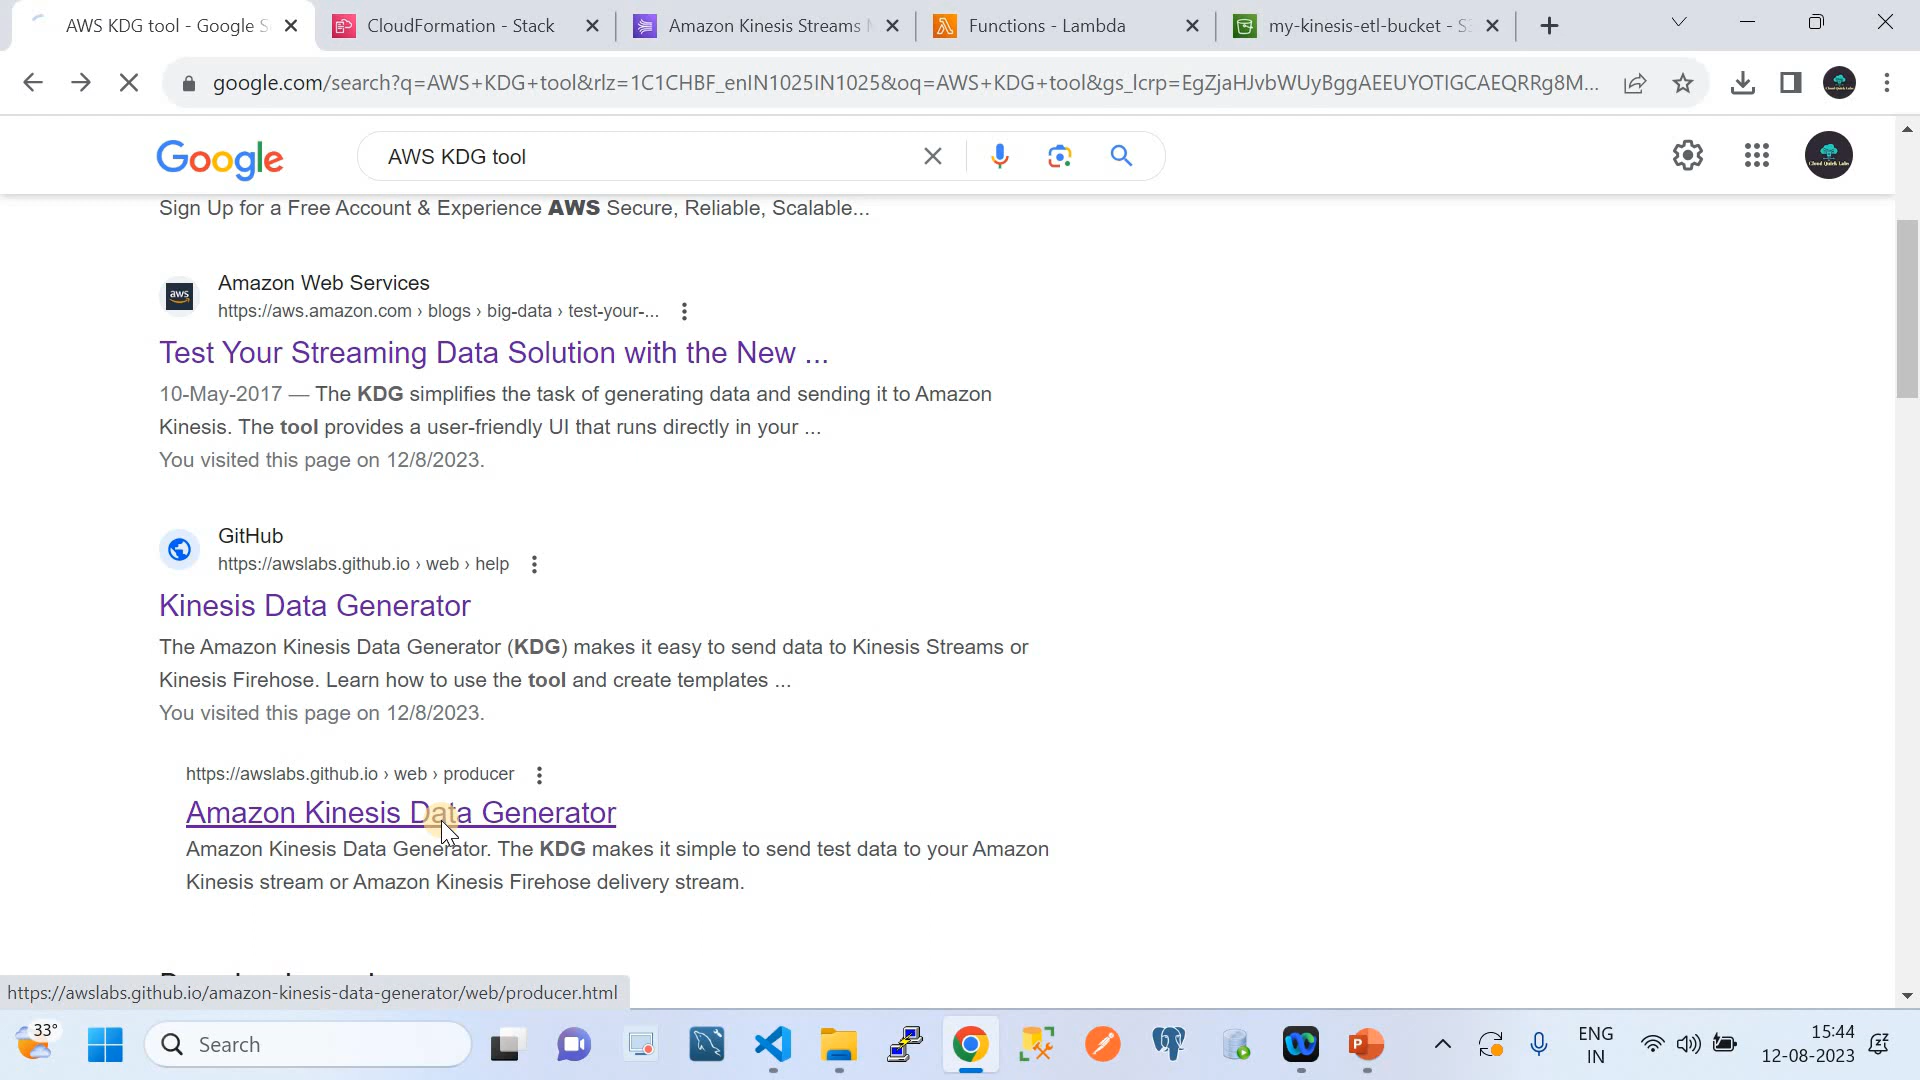 AWS KDG tool - Google S
CloudFormation - Stack
Amazon Kinesis Streams
Functions - Lambda
my-kinesis-etl-bucket - S
google.com/search?q=AWS+KDG+tool&rlz=1C1CHBF_enIN1025IN1025&oq=AWS+KDG+tool&gs_lcrp=EgZjaHJvbWUyBggAEEUYOTIGCAEQRRg8M...
Google
AWS KDG tool
Sign Up for a Free Account & Experience AWS Secure, Reliable, Scalable...
aws
Amazon Web Services
https://aws.amazon.com › blogs › big-data › test-your-...
Test Your Streaming Data Solution with the New ...
10-May-2017 — The KDG simplifies the task of generating data and sending it to Amazon
Kinesis. The tool provides a user-friendly UI that runs directly in your ...
You visited this page on 12/8/2023.
GitHub
https://awslabs.github.io › web › help
Kinesis Data Generator
The Amazon Kinesis Data Generator (KDG) makes it easy to send data to Kinesis Streams or
Kinesis Firehose. Learn how to use the tool and create templates ...
You visited this page on 12/8/2023.
https://awslabs.github.io › web › producer
Amazon Kinesis Data Generator
Amazon Kinesis Data Generator. The KDG makes it simple to send test data to your Amazon
Kinesis stream or Amazon Kinesis Firehose delivery stream.
https://awslabs.github.io/amazon-kinesis-data-generator/web/producer.html
33°
Search
ENG
IN
15:44
12-08-2023